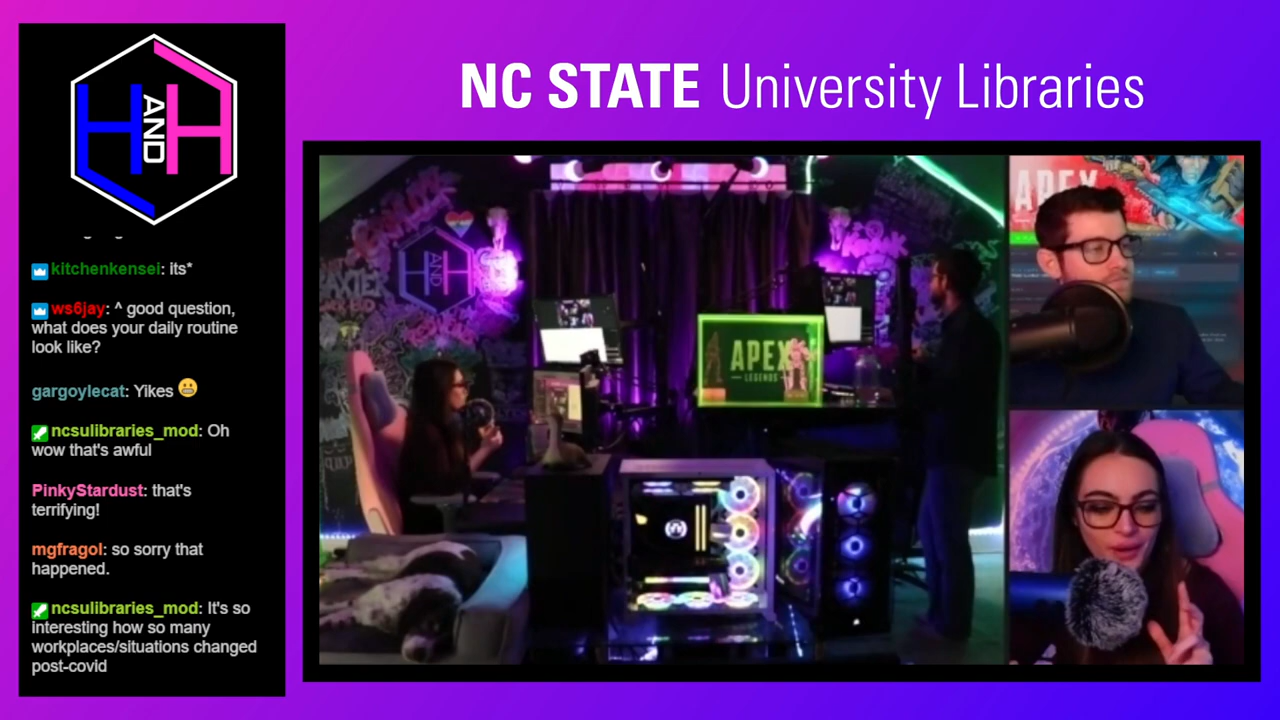 H AND H
kitchenkensei: its*
ws6jay: ^ good question,
what does your daily routine
look like?
gargoylecat: Yikes 😬
ncsulibraries_mod: Oh
wow that's awful
PinkyStardust: that's
terrifying!
mgfragol: so sorry that
happened.
ncsulibraries_mod: It's so
interesting how so many
workplaces/situations changed
post-covid
NC STATE University Libraries
H AND H
APEX
LEGENDS
APEX